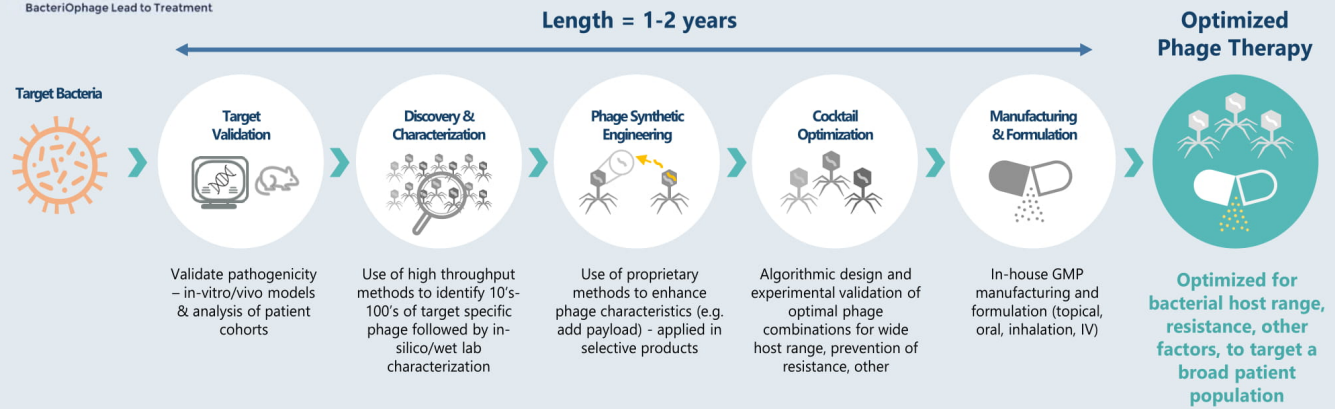 BacteriOphage Lead to Treatment
Length = 1-2 years
Optimized
Phage Therapy
Target Bacteria
Target
Validation
Discovery &
Characterization
Phage Synthetic
Engineering
Cocktail
Optimization
Manufacturing
& Formulation
Validate pathogenicity
– in-vitro/vivo models
& analysis of patient
cohorts
Use of high throughput
methods to identify 10's-
100's of target specific
phage followed by in-
silico/wet lab
characterization
Use of proprietary
methods to enhance
phage characteristics (e.g.
add payload) - applied in
selective products
Algorithmic design and
experimental validation of
optimal phage
combinations for wide
host range, prevention of
resistance, other
In-house GMP
manufacturing and
formulation (topical,
oral, inhalation, IV)
Optimized for
bacterial host range,
resistance, other
factors, to target a
broad patient
population